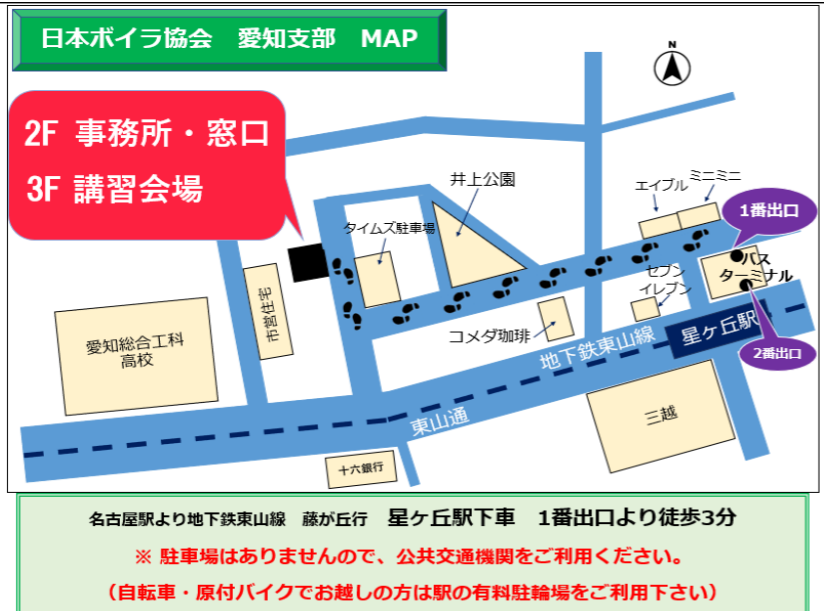 日本ボイラ協会　愛知支部　MAP
N
2F 事務所・窓口
3F 講習会場
井上公園
エイブル
ミニミニ
1番出口
タイムズ駐車場
バス
ターミナル
セブン
イレブン
市営住宅
愛知総合工科
高校
コメダ珈琲
地下鉄東山線
星ヶ丘駅
2番出口
東山通
三越
十六銀行
名古屋駅より地下鉄東山線　藤が丘行　星ヶ丘駅下車　1番出口より徒歩3分
※ 駐車場はありませんので、公共交通機関をご利用ください。
（自転車・原付バイクでお越しの方は駅の有料駐輪場をご利用下さい）